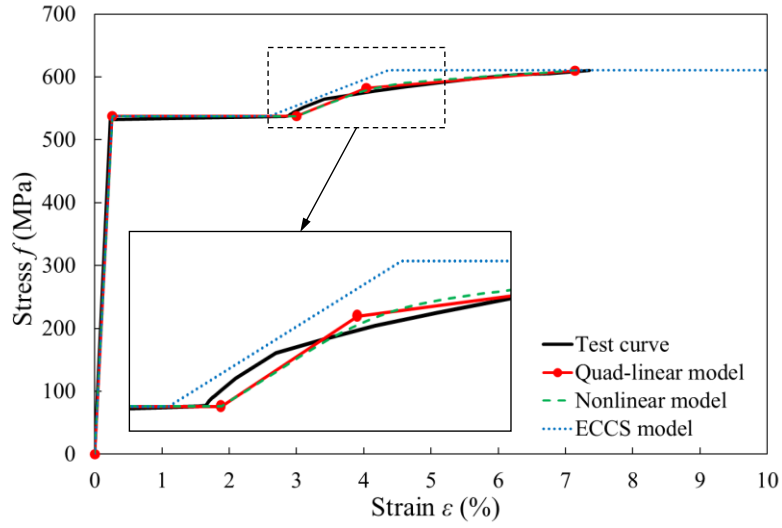 700
600
500
400
300
200
100
0
Stress f (MPa)
0 1 2 3 4 5 6 7 8 9 10
Strain ε (%)
Test curve
Quad-linear model
Nonlinear model
ECCS model